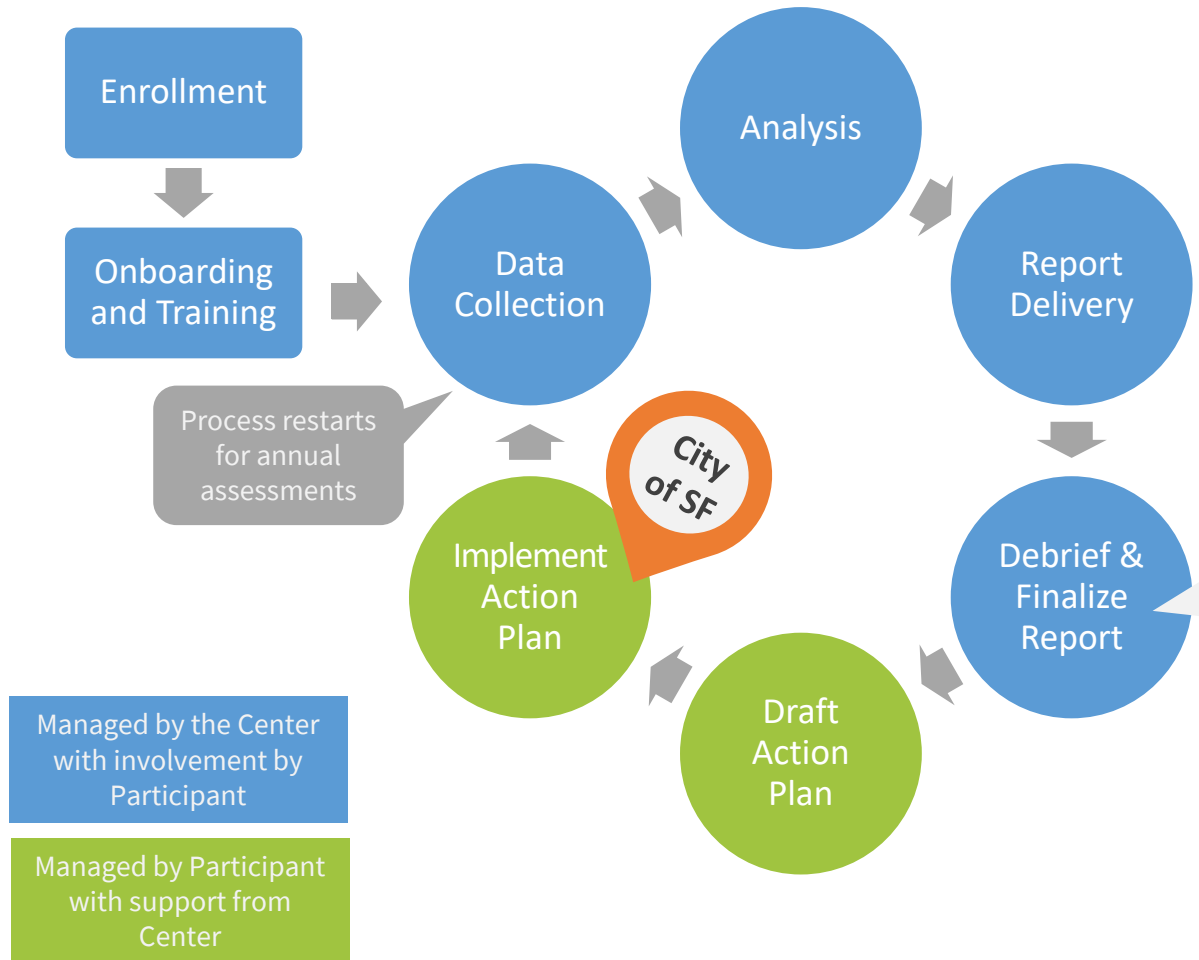 Enrollment
Onboarding
and Training
Data
Collection
Analysis
Report
Delivery
Debrief &
Finalize
Report
Draft
Action
Plan
Implement
Action
Plan
City
of SF
Process restarts
for annual
assessments
Managed by the Center
with involvement by
Participant
Managed by Participant
with support from
Center